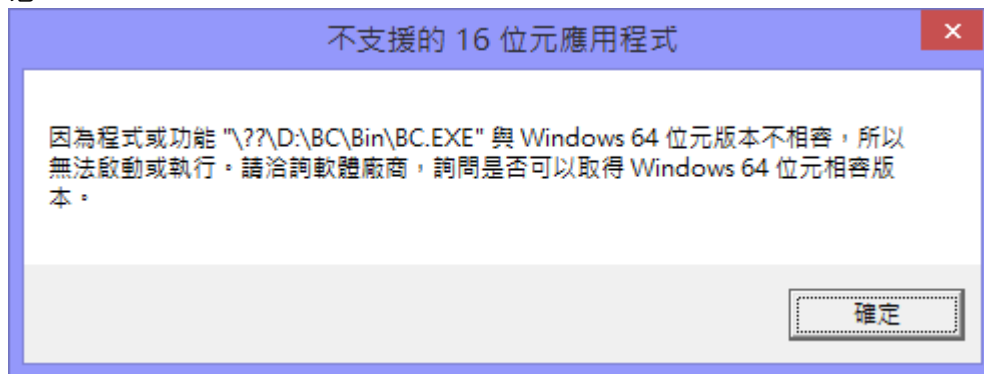 不支援的 16 位元應用程式
因為程式或功能 "\??\D:\BC\Bin\BC.EXE" 與 Windows 64 位元版本不相容，所以
無法啟動或執行。請洽詢軟體廠商，詢問是否可以取得 Windows 64 位元相容版
本。
確定